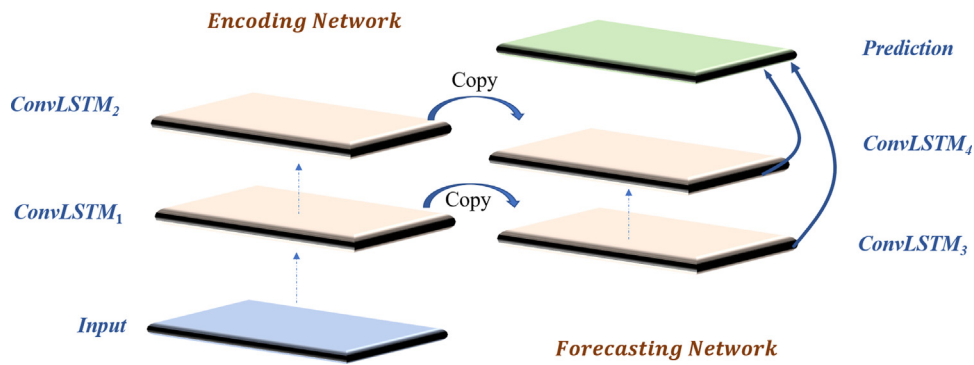 Encoding Network
Prediction
Copy
ConvLSTM2
ConvLSTM4
Copy
ConvLSTM1
ConvLSTM3
Input
Forecasting Network